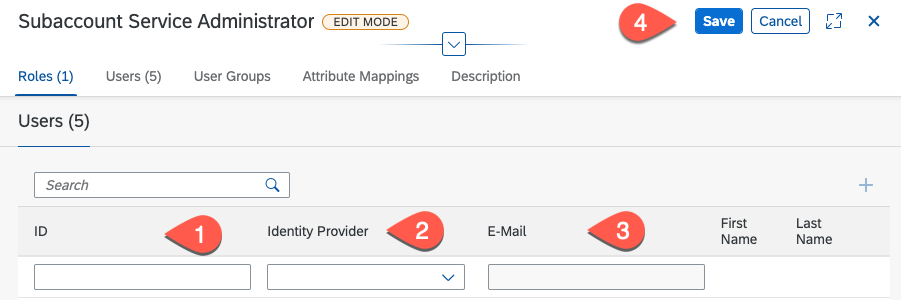 Subaccount Service Administrator EDIT MODE 4 Save Cancel
Roles (1) Users (5) User Groups Attribute Mappings Description
Users (5)
Search
ID 1 Identity Provider 2 E-Mail 3 First Name Last Name